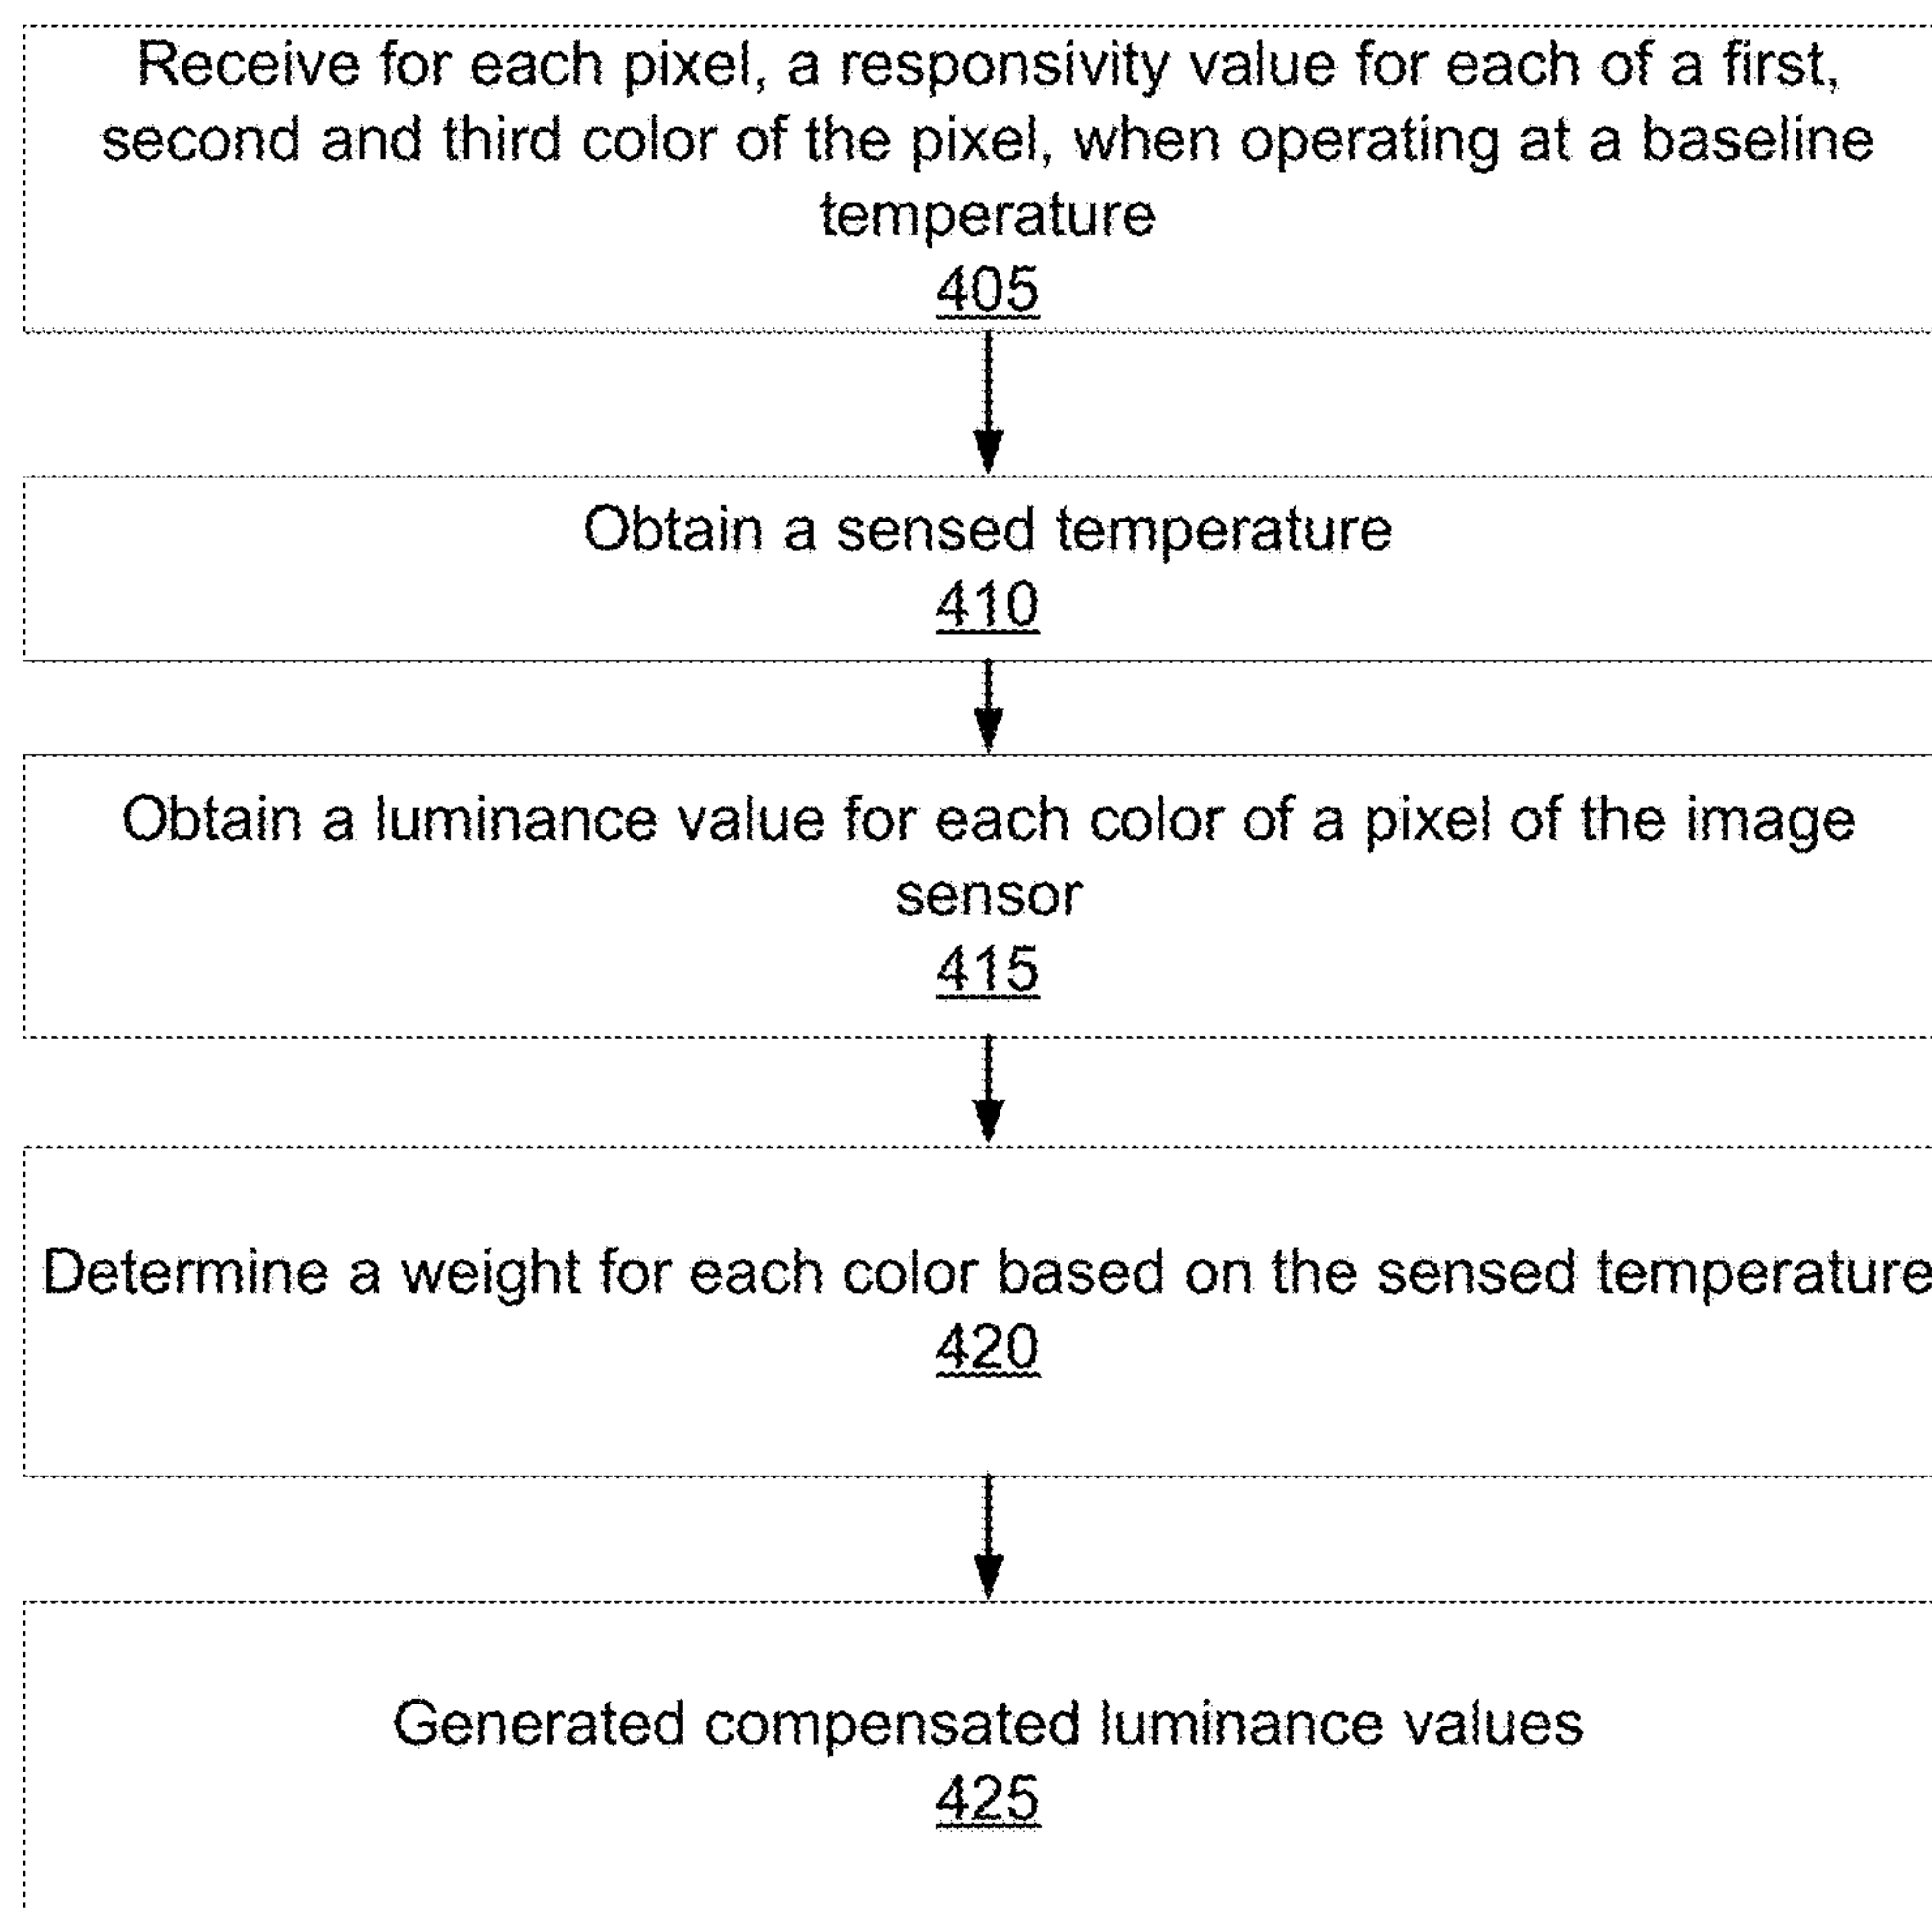 Receive for each pixel, a responsivity value for each of a first,
second and third color of the pixel, when operating at a baseline
temperature
405
Obtain a sensed temperature
410
Obtain a luminance value for each color of a pixel of the image
sensor
415
Determine a weight for each color based on the sensed temperature
420
Generated compensated luminance values
425